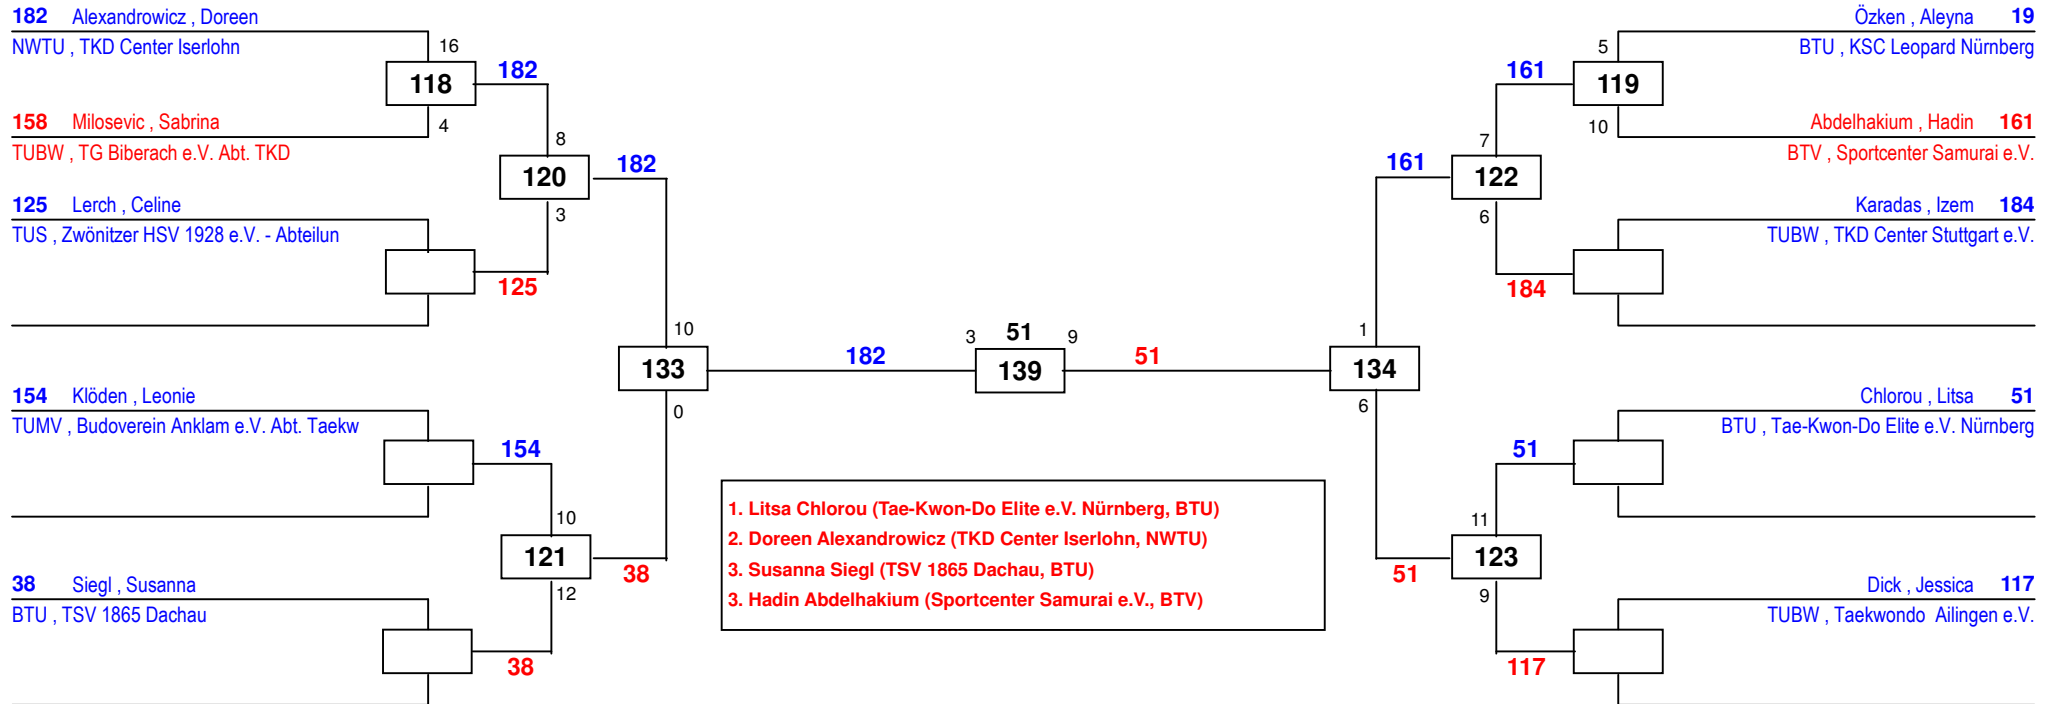 182 Alexandrowicz , Doreen
NWTU , TKD Center Iserlohn
16
118
182
4
158 Milosevic , Sabrina
TUBW , TG Biberach e.V. Abt. TKD
8
120
182
3
125 Lerch , Celine
TUS , Zwönitzer HSV 1928 e.V. - Abteilun
125
10
133
0
154 Klöden , Leonie
TUMV , Budoverein Anklam e.V. Abt. Taekw
154
10
121
38
12
38 Siegl , Susanna
BTU , TSV 1865 Dachau
38
182
3
51
9
139
51
1. Litsa Chlorou (Tae-Kwon-Do Elite e.V. Nürnberg, BTU)
2. Doreen Alexandrowicz (TKD Center Iserlohn, NWTU)
3. Susanna Siegl (TSV 1865 Dachau, BTU)
3. Hadin Abdelhakium (Sportcenter Samurai e.V., BTV)
Özken , Aleyna 19
BTU , KSC Leopard Nürnberg
5
161
119
10
Abdelhakium , Hadin 161
BTV , Sportcenter Samurai e.V.
7
161
122
6
Karadas , Izem 184
TUBW , TKD Center Stuttgart e.V.
184
1
134
6
Chlorou , Litsa 51
BTU , Tae-Kwon-Do Elite e.V. Nürnberg
51
11
123
51
9
Dick , Jessica 117
TUBW , Taekwondo Ailingen e.V.
117